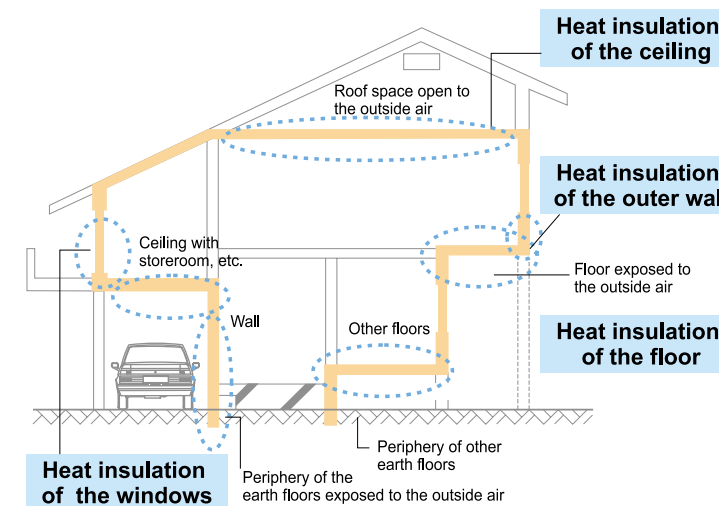 Heat insulation
of the ceiling
Roof space open to
the outside air
Heat insulation
of the outer wal
Ceiling with
storeroom, etc.
Floor exposed to
the outside air
Wall
Other floors
Heat insulation
of the floor
Periphery of other
earth floors
Heat insulation
of the windows
Periphery of the
earth floors exposed to the outside air